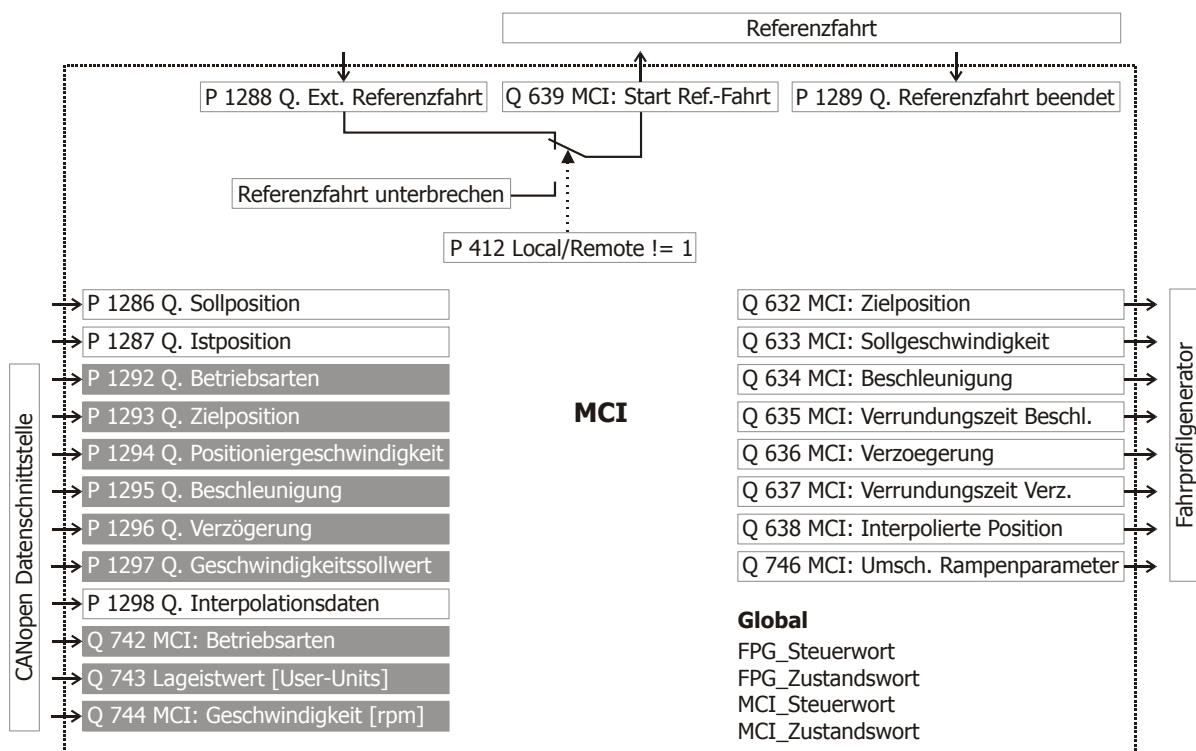 Referenzfahrt
P 1288 Q. Ext. Referenzfahrt
Q 639 MCI: Start Ref.-Fahrt
P 1289 Q. Referenzfahrt beendet
Referenzfahrt unterbrechen
P 412 Local/Remote != 1
CANopen Datenschnittstelle
P 1286 Q. Sollposition
P 1287 Q. Istposition
P 1292 Q. Betriebsarten
P 1293 Q. Zielposition
P 1294 Q. Positioniergeschwindigkeit
P 1295 Q. Beschleunigung
P 1296 Q. Verzögerung
P 1297 Q. Geschwindigkeitssollwert
P 1298 Q. Interpolationsdaten
Q 742 MCI: Betriebsarten
Q 743 Lageistwert [User-Units]
Q 744 MCI: Geschwindigkeit [rpm]
MCI
Q 632 MCI: Zielposition
Q 633 MCI: Sollgeschwindigkeit
Q 634 MCI: Beschleunigung
Q 635 MCI: Verrundungszeit Beschl.
Q 636 MCI: Verzoegerung
Q 637 MCI: Verrundungszeit Verz.
Q 638 MCI: Interpolierte Position
Q 746 MCI: Umsch. Rampenparameter
Fahrprofilgenerator
Global
FPG_Steuerwort
FPG_Zustandswort
MCI_Steuerwort
MCI_Zustandswort